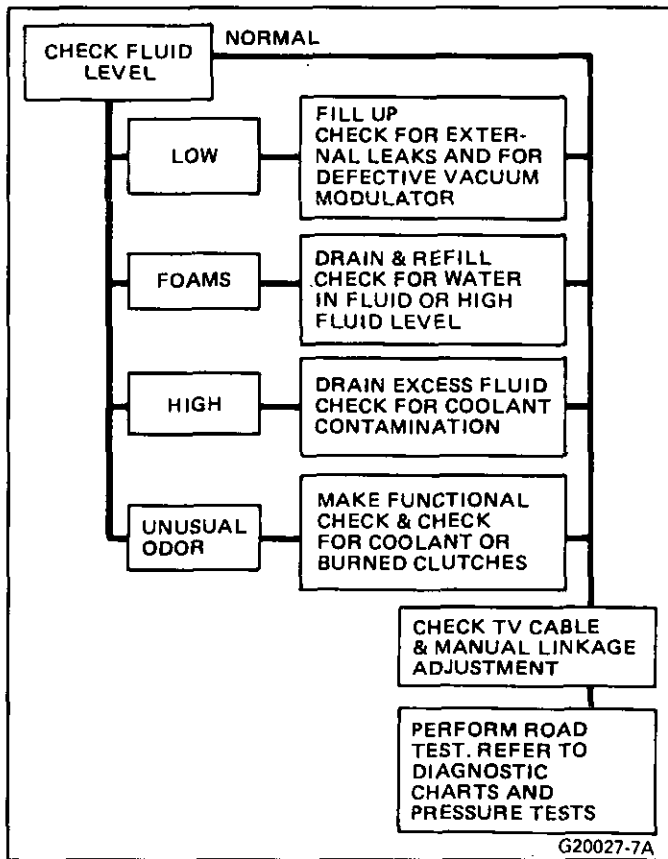 CHECK FLUID
LEVEL
NORMAL
LOW
FILL UP
CHECK FOR EXTER-
NAL LEAKS AND FOR
DEFECTIVE VACUUM
MODULATOR
FOAMS
DRAIN & REFILL
CHECK FOR WATER
IN FLUID OR HIGH
FLUID LEVEL
HIGH
DRAIN EXCESS FLUID
CHECK FOR COOLANT
CONTAMINATION
UNUSUAL
ODOR
MAKE FUNCTIONAL
CHECK & CHECK
FOR COOLANT OR
BURNED CLUTCHES
CHECK TV CABLE
& MANUAL LINKAGE
ADJUSTMENT
PERFORM ROAD
TEST. REFER TO
DIAGNOSTIC
CHARTS AND
PRESSURE TESTS
G20027-7A